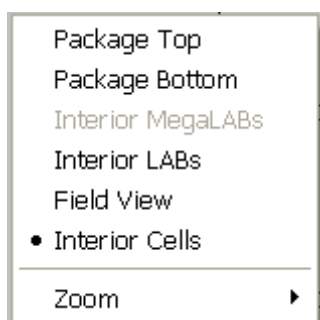 Package Top
Package Bottom
Interior MegaLABs
Interior LABs
Field View
Interior Cells
Zoom